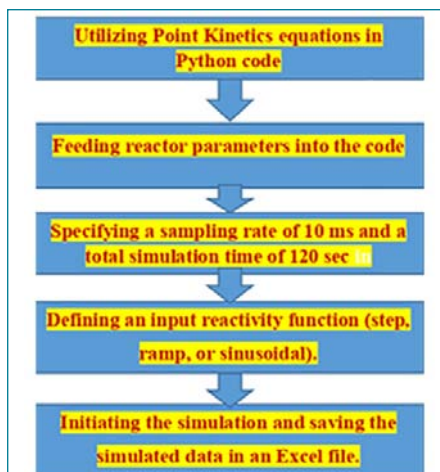 Utilizing Point Kinetics equations in
Python code
Feeding reactor parameters into the code
Specifying a sampling rate of 10 ms and a
total simulation time of 120 sec in
Defining an input reactivity function (step,
ramp, or sinusoidal).
Initiating the simulation and saving the
simulated data in an Excel file.